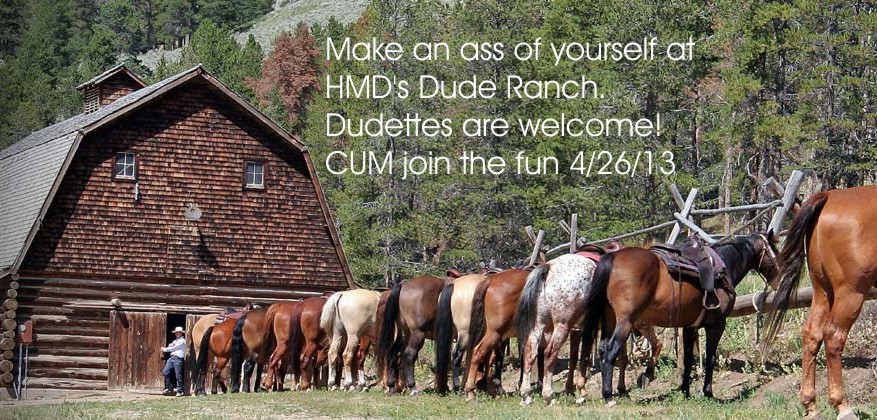 Make an ass of yourself at
HMD's Dude Ranch.
Dudettes are welcome!
CUM join the fun 4/26/13